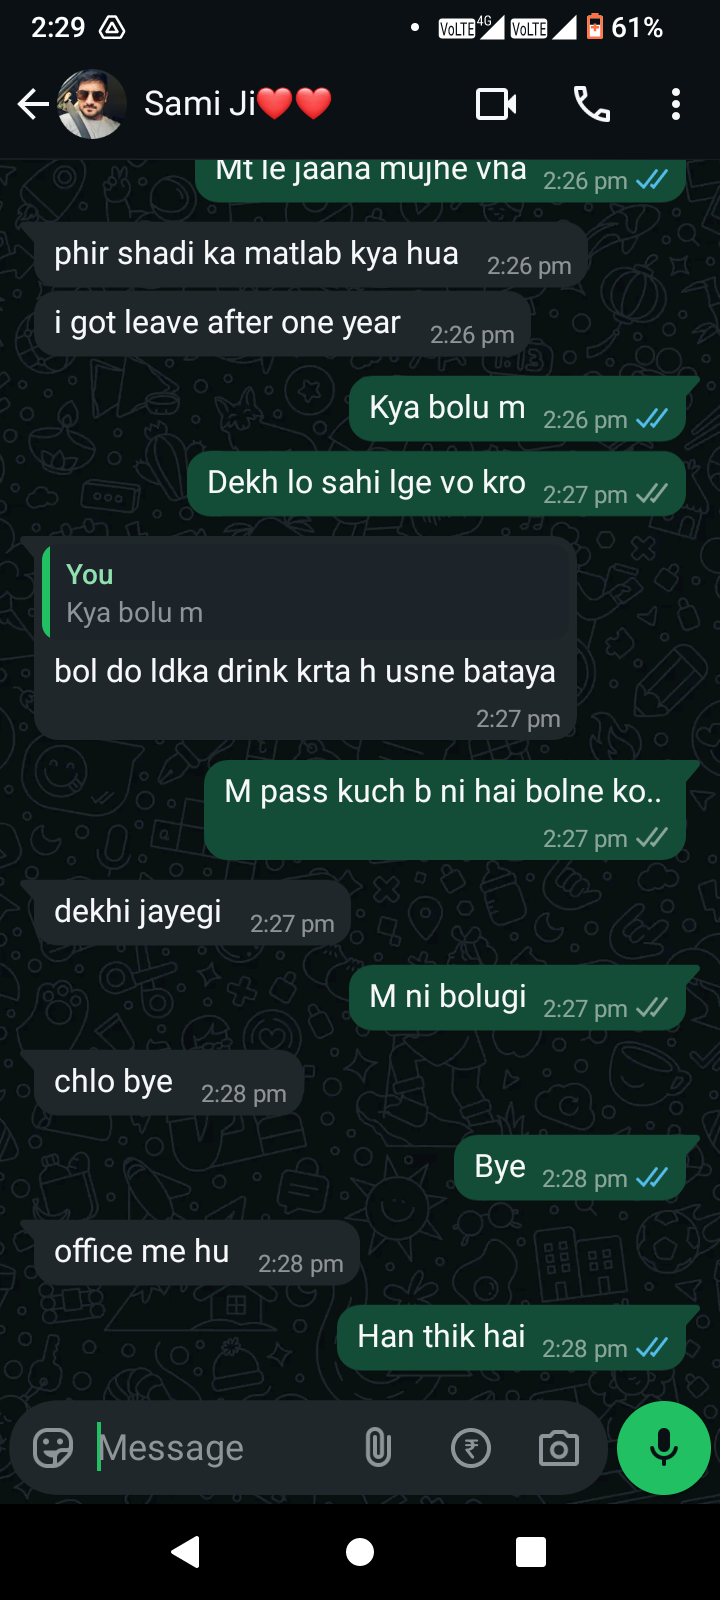 2:29 VoLTE 4G VoLTE 61%
Sami Ji❤️❤️
Mt le jaana mujhe vha 2:26 pm
phir shadi ka matlab kya hua 2:26 pm
i got leave after one year 2:26 pm
Kya bolu m 2:26 pm
Dekh lo sahi lge vo kro 2:27 pm
You
Kya bolu m
bol do ldka drink krta h usne bataya
2:27 pm
M pass kuch b ni hai bolne ko..
2:27 pm
dekhi jayegi 2:27 pm
M ni bolugi 2:27 pm
chlo bye 2:28 pm
Bye 2:28 pm
office me hu 2:28 pm
Han thik hai 2:28 pm
Message